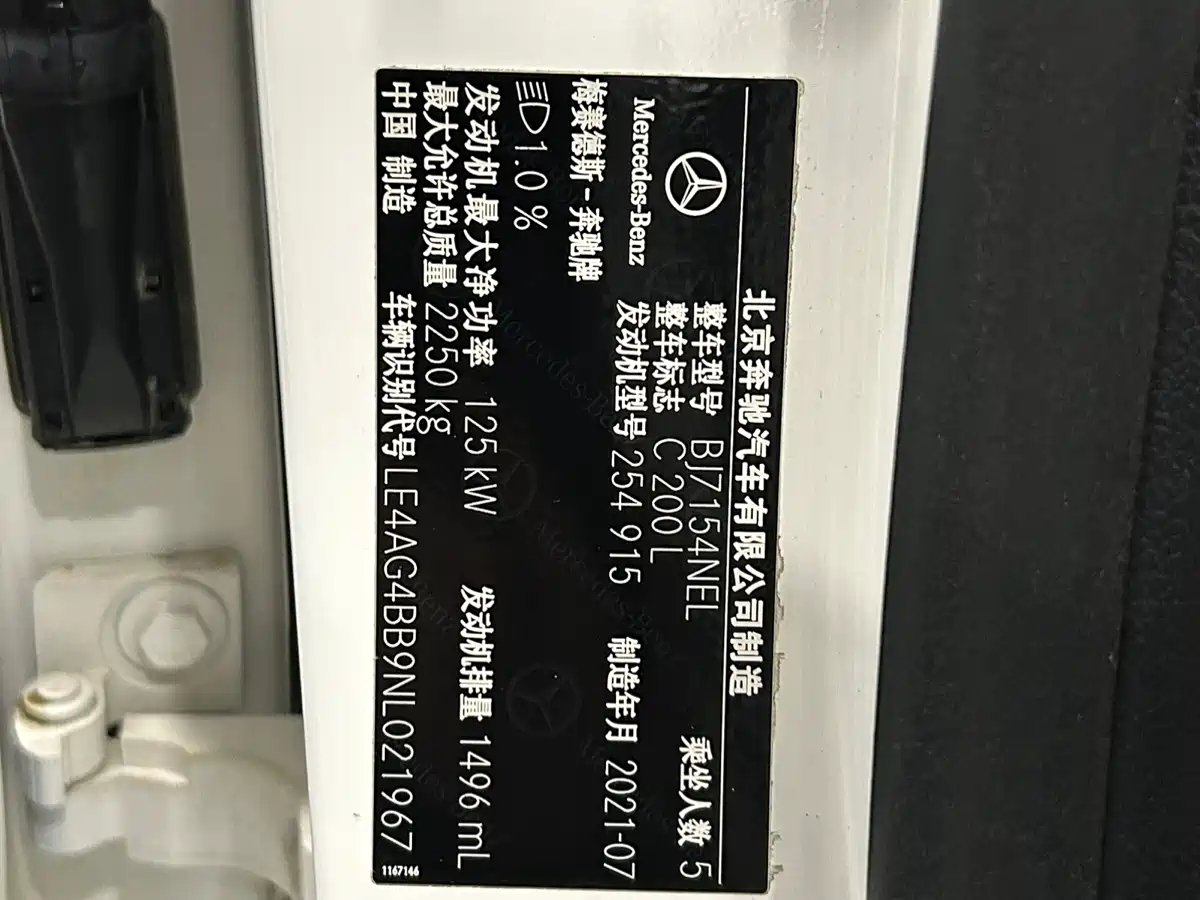 北京奔驰汽车有限公司制造
整车型号 BJ7154NEL 乘坐人数 5
整车标志 C 200 L
Mercedes-Benz 发动机型号 254 915 制造年月 2021-07
梅赛德斯-奔驰牌
1.0 %
发动机最大净功率 125 kW 发动机排量 1496 mL
最大允许总质量 2250 kg
中国 制造 车辆识别代号 LE4AG4BB9NL021967
1167146